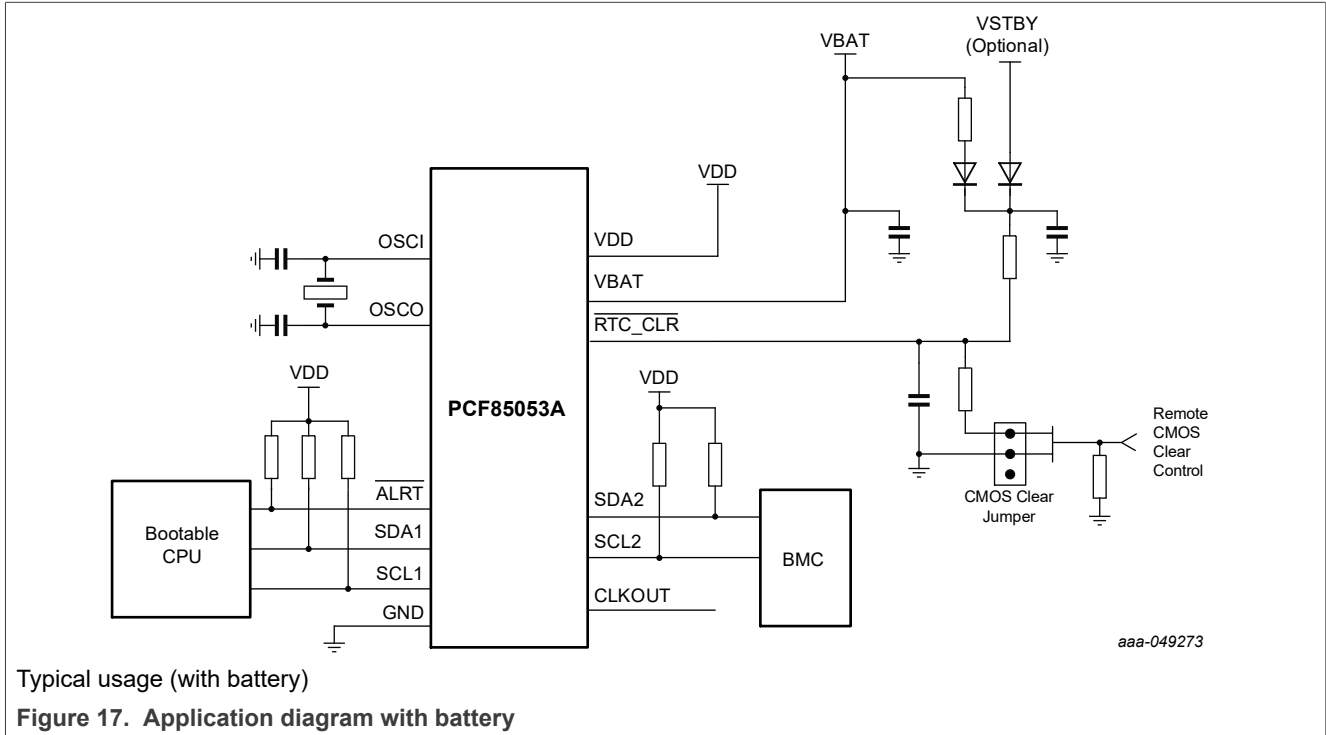 VSTBY
(Optional)
VBAT
VDD
OSCI
VDD
VBAT
OSCO
RTC_CLR
VDD
VDD
PCF85053A
Remote
CMOS
Clear
Control
CMOS Clear
Jumper
ALRT
SDA2
Bootable
CPU
SDA1
SCL2
BMC
SCL1
CLKOUT
GND
aaa-049273
Typical usage (with battery)
Figure 17. Application diagram with battery